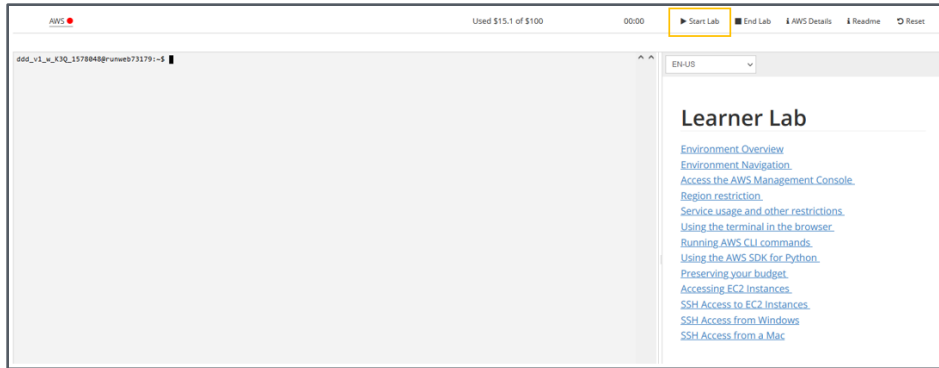 AWS Used $15.1 of $100 00:00 Start Lab End Lab AWS Details Readme Reset
ddd_v1_w_K3Q_1578048@runweb73179:~$
EN-US
Learner Lab
Environment Overview
Environment Navigation
Access the AWS Management Console
Region restriction
Service usage and other restrictions
Using the terminal in the browser
Running AWS CLI commands
Using the AWS SDK for Python
Preserving your budget
Accessing EC2 Instances
SSH Access to EC2 Instances
SSH Access from Windows
SSH Access from a Mac